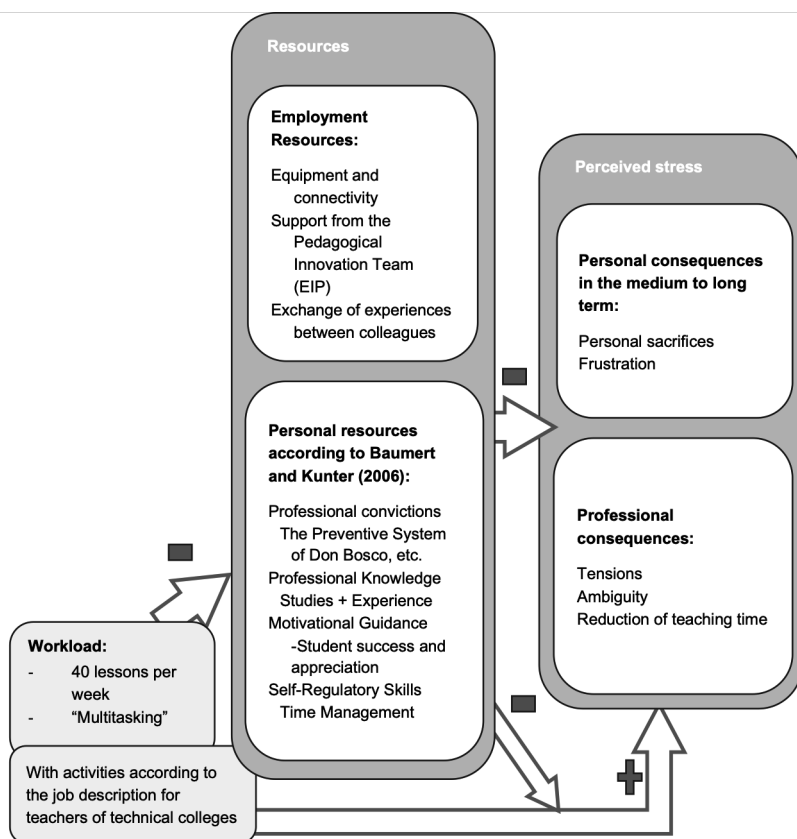 Resources
Employment
Resources:
Equipment and
connectivity
Support from the
Pedagogical
Innovation Team
(EIP)
Exchange of experiences
between colleagues
Personal resources
according to Baumert
and Kunter (2006):
Professional convictions
The Preventive System
of Don Bosco, etc.
Professional Knowledge
Studies + Experience
Motivational Guidance
-Student success and
appreciation
Self-Regulatory Skills
Time Management
Perceived stress
Personal consequences
in the medium to long
term:
Personal sacrifices
Frustration
Professional
consequences:
Tensions
Ambiguity
Reduction of teaching time
Workload:
- 40 lessons per
week
- “Multitasking”
With activities according to
the job description for
teachers of technical colleges